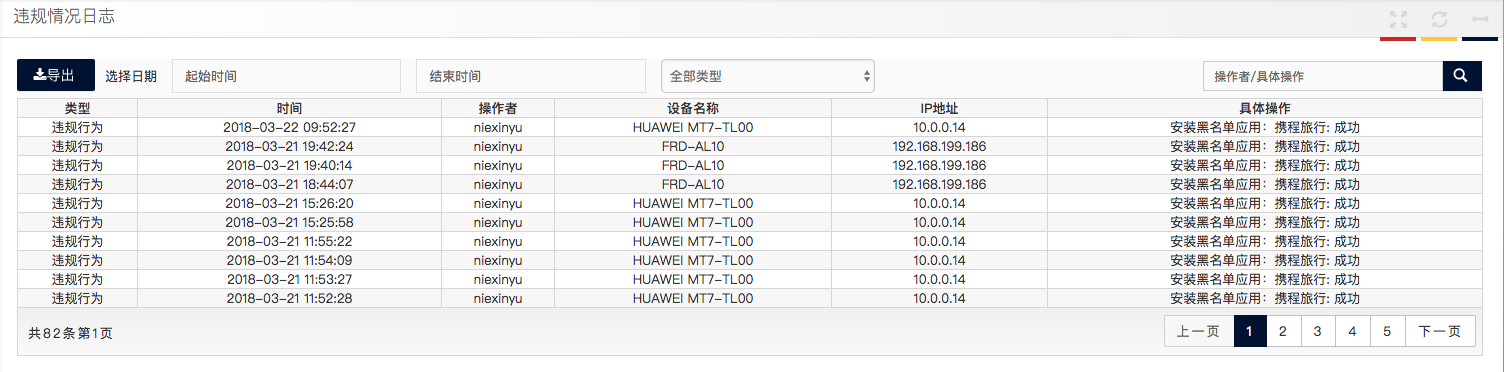 违规情况日志
导出 选择日期 起始时间 结束时间 全部类型 操作者/具体操作
类型 时间 操作者 设备名称 IP地址 具体操作
违规行为 2018-03-22 09:52:27 niexinyu HUAWEI MT7-TL00 10.0.0.14 安装黑名单应用：携程旅行: 成功
违规行为 2018-03-21 19:42:24 niexinyu FRD-AL10 192.168.199.186 安装黑名单应用：携程旅行: 成功
违规行为 2018-03-21 19:40:14 niexinyu FRD-AL10 192.168.199.186 安装黑名单应用：携程旅行: 成功
违规行为 2018-03-21 18:44:07 niexinyu FRD-AL10 192.168.199.186 安装黑名单应用：携程旅行: 成功
违规行为 2018-03-21 15:26:20 niexinyu HUAWEI MT7-TL00 10.0.0.14 安装黑名单应用：携程旅行: 成功
违规行为 2018-03-21 15:25:58 niexinyu HUAWEI MT7-TL00 10.0.0.14 安装黑名单应用：携程旅行: 成功
违规行为 2018-03-21 11:55:22 niexinyu HUAWEI MT7-TL00 10.0.0.14 安装黑名单应用：携程旅行: 成功
违规行为 2018-03-21 11:54:09 niexinyu HUAWEI MT7-TL00 10.0.0.14 安装黑名单应用：携程旅行: 成功
违规行为 2018-03-21 11:53:27 niexinyu HUAWEI MT7-TL00 10.0.0.14 安装黑名单应用：携程旅行: 成功
违规行为 2018-03-21 11:52:28 niexinyu HUAWEI MT7-TL00 10.0.0.14 安装黑名单应用：携程旅行: 成功
共82条第1页 上一页 1 2 3 4 5 下一页